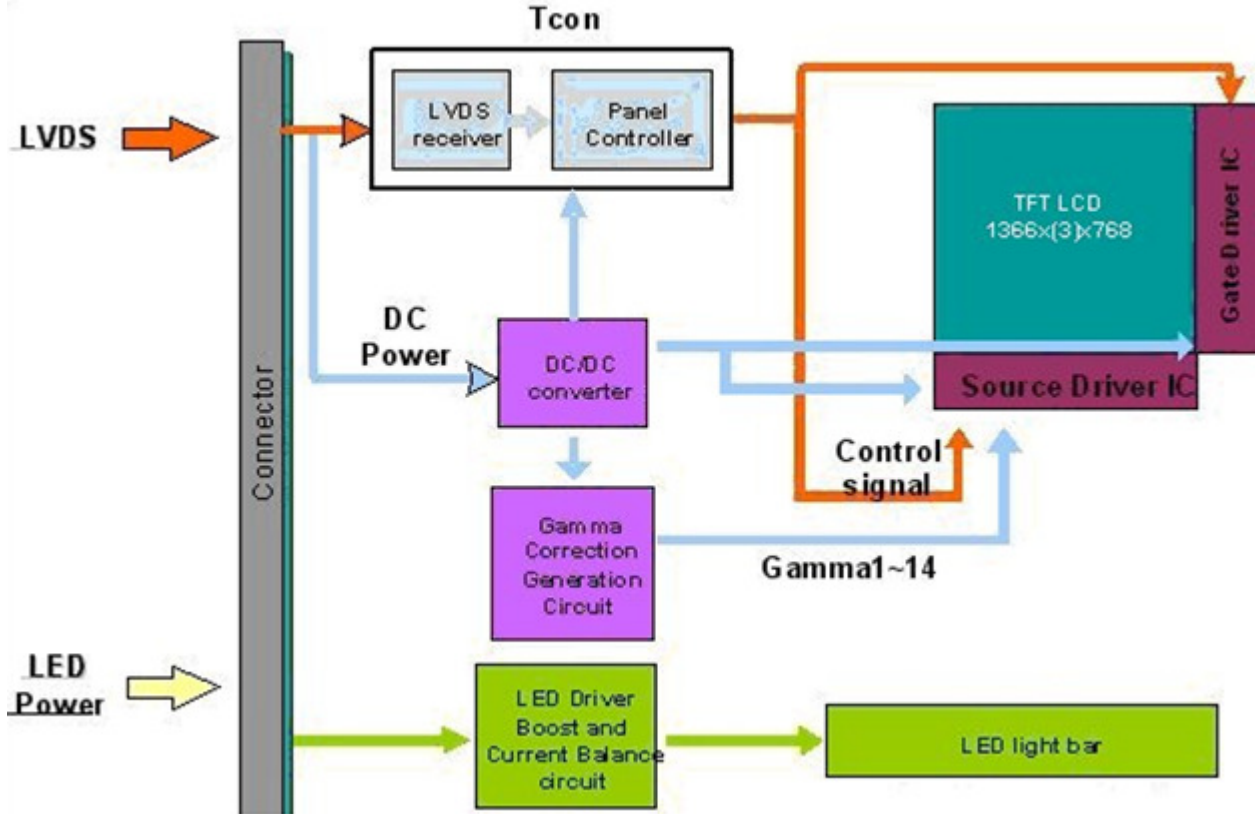 Tcon
LVDS
LVDS
receiver
Panel
Controller
TFT LCD
1366x(3)x768
Gate Driver IC
DC
Power
DC/DC
converter
Source Driver IC
Connector
Control
signal
Gamma
Correction
Generation
Circuit
Gamma1~14
LED
Power
LED Driver
Boost and
Current Balance
circuit
LED light bar